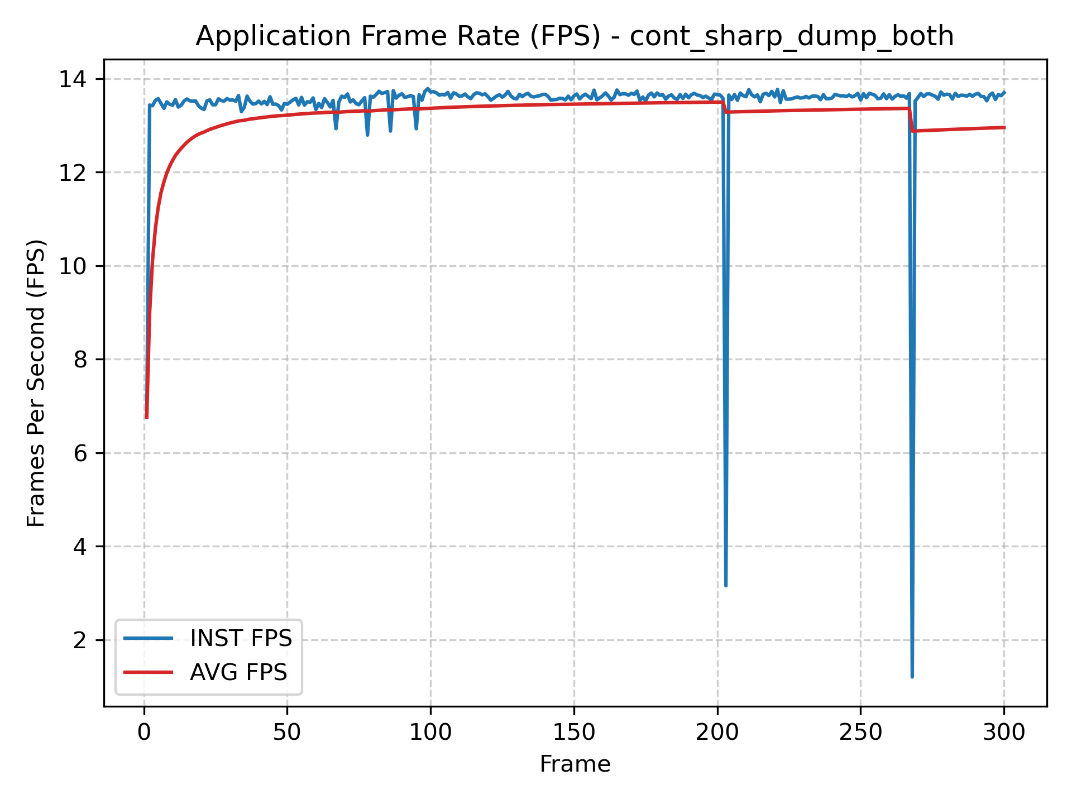 Application Frame Rate (FPS) - cont_sharp_dump_both
Frames Per Second (FPS)
14
12
10
8
6
4
2
INST FPS
AVG FPS
0 50 100 150 200 250 300
Frame